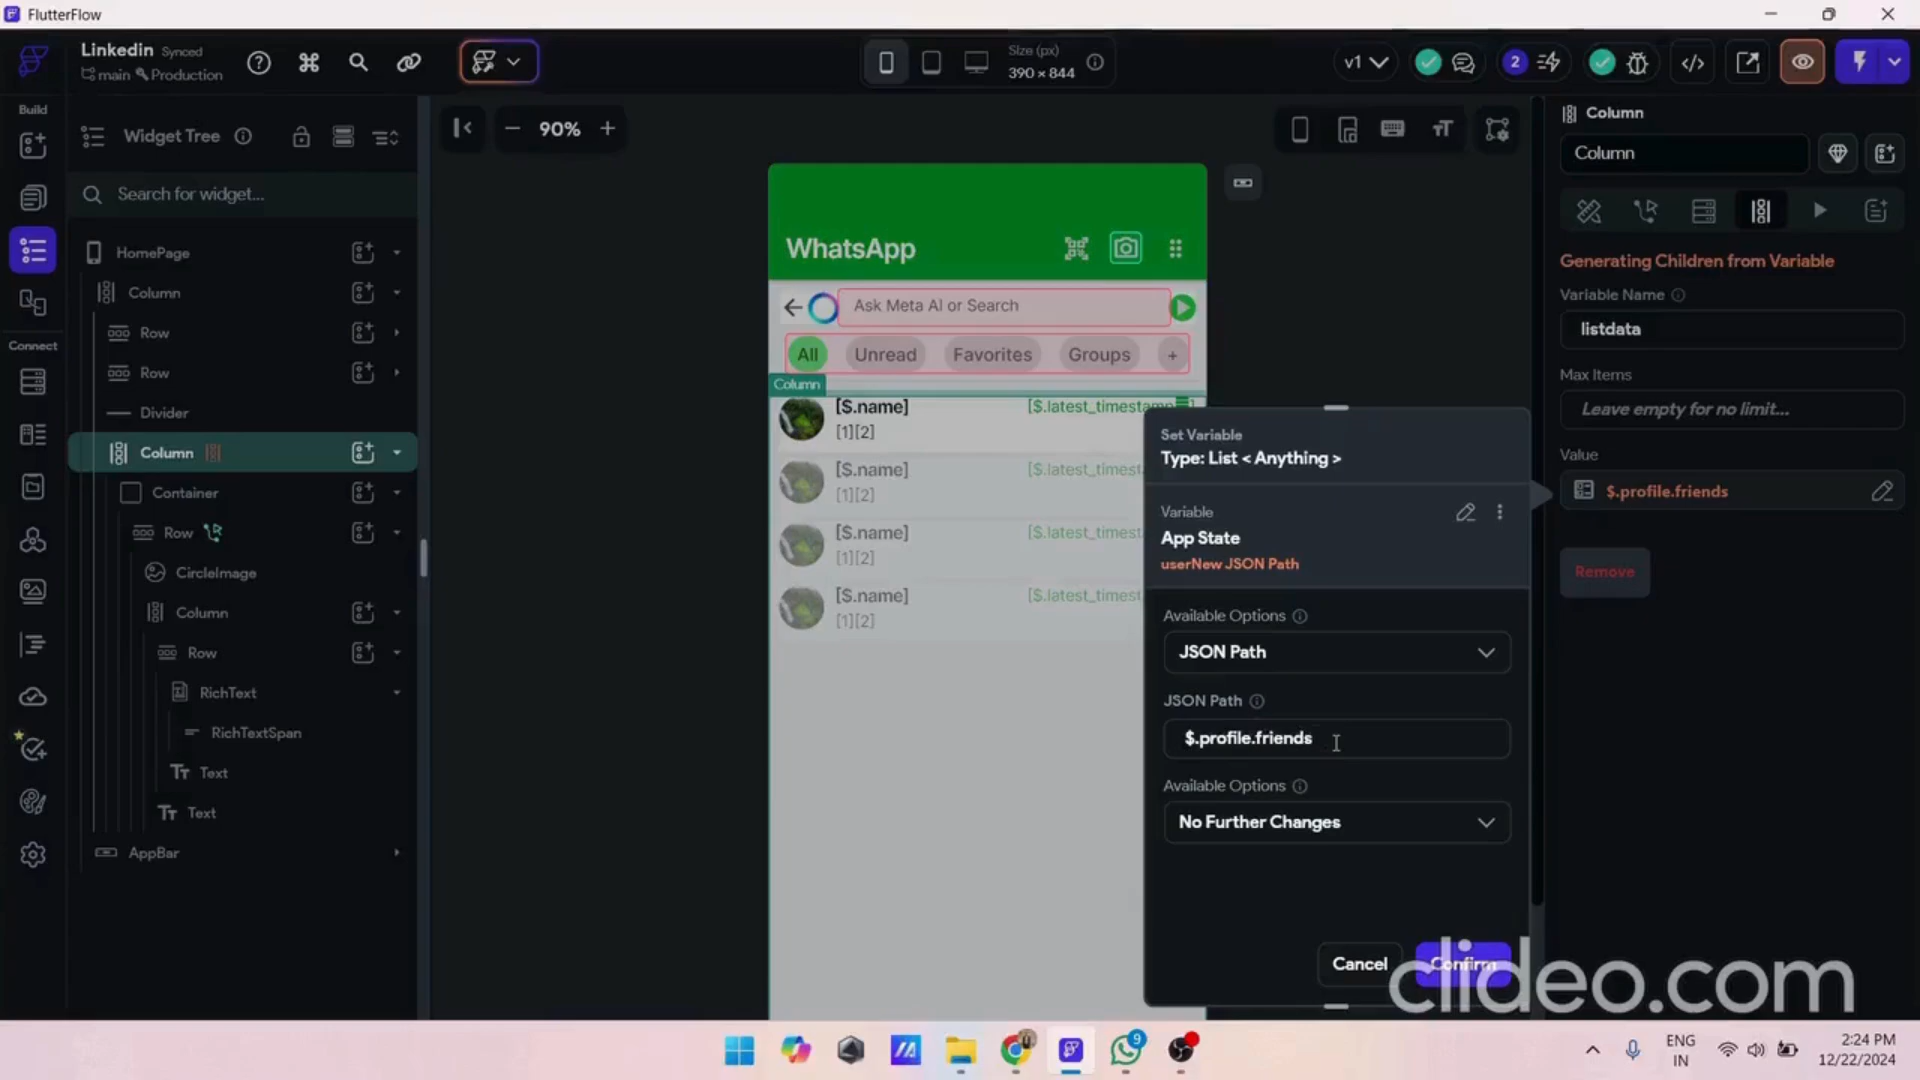 FlutterFlow
Linkedin Synced
main Production
Size (px)
390 × 844
v1
2
Build
Widget Tree
90%
Column
Column
Search for widget...
WhatsApp
HomePage
Generating Children from Variable
Column
Variable Name
Ask Meta AI or Search
listdata
Row
Connect
All
Unread
Favorites
Groups
+
Row
Max Items
Column
Leave empty for no limit...
Divider
[$.name]
[$.latest_timestamp
[1][2]
Set Variable
Type: List < Anything >
Column
Value
[$.name]
[$.latest_timest
[1][2]
$.profile.friends
Container
Variable
App State
userNew JSON Path
Row
[$.name]
[$.latest_timest
[1][2]
CircleImage
Remove
[$.name]
[$.latest_timest
[1][2]
Column
Available Options
JSON Path
Row
RichText
JSON Path
$.profile.friends
RichTextSpan
Text
Available Options
No Further Changes
Text
AppBar
Cancel
Confirm
clideo.com
9
ENG
IN
2:24 PM
12/22/2024